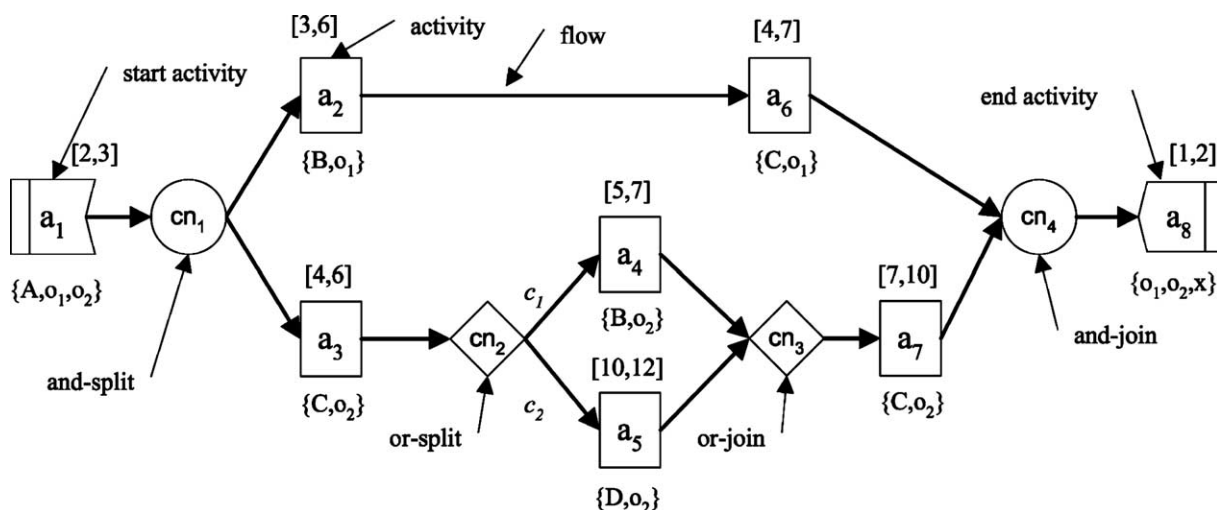 [3,6]
activity
flow
[4,7]
start activity
a2
a6
end activity
[2,3]
{B,o1}
{C,o1}
[1,2]
[5,7]
a1
cn1
a4
cn4
a8
{A,o1,o2}
[4,6]
c1
{B,o2}
[7,10]
{o1,o2,x}
a3
cn2
cn3
a7
and-split
{C,o2}
[10,12]
{C,o2}
and-join
or-split
c2
a5
or-join
{D,o2}